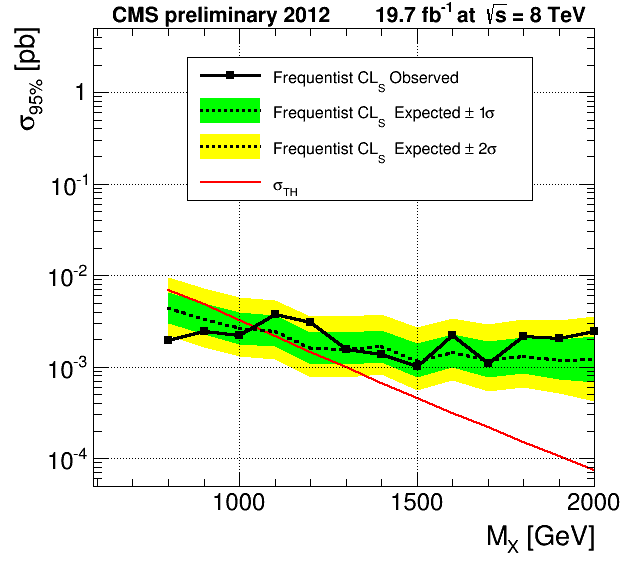 CMS preliminary 2012 19.7 fb⁻¹ at √s = 8 TeV
σ95% [pb]
Frequentist CLS Observed
Frequentist CLS Expected ± 1σ
Frequentist CLS Expected ± 2σ
σTH
1
10⁻¹
10⁻²
10⁻³
10⁻⁴
1000 1500 2000
MX [GeV]